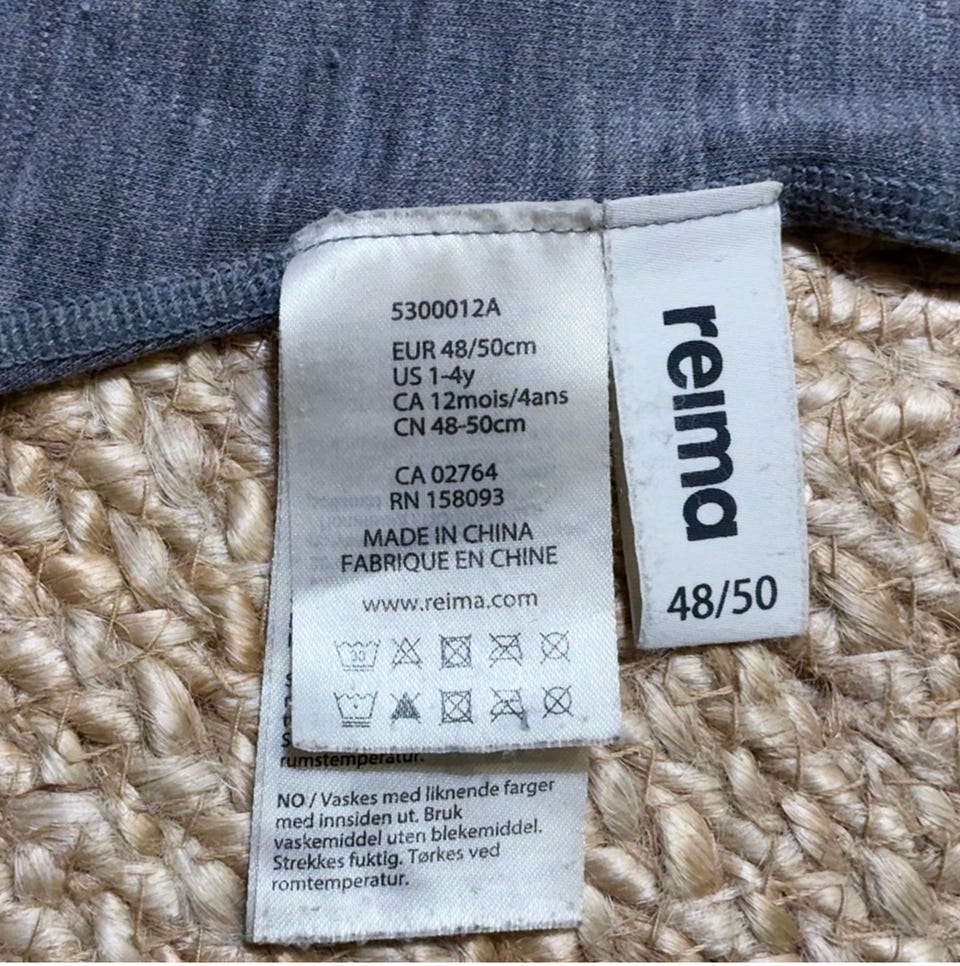 5300012A
EUR 48/50cm
US 1-4y
CA 12mois/4ans
CN 48-50cm
CA 02764
RN 158093
MADE IN CHINA
FABRIQUE EN CHINE
www.reima.com
30
rumstemperatur.
NO / Vaskes med liknende farger
med innsiden ut. Bruk
vaskemiddel uten blekemiddel.
Strekkes fuktig. Tørkes ved
romtemperatur.
reima
48/50